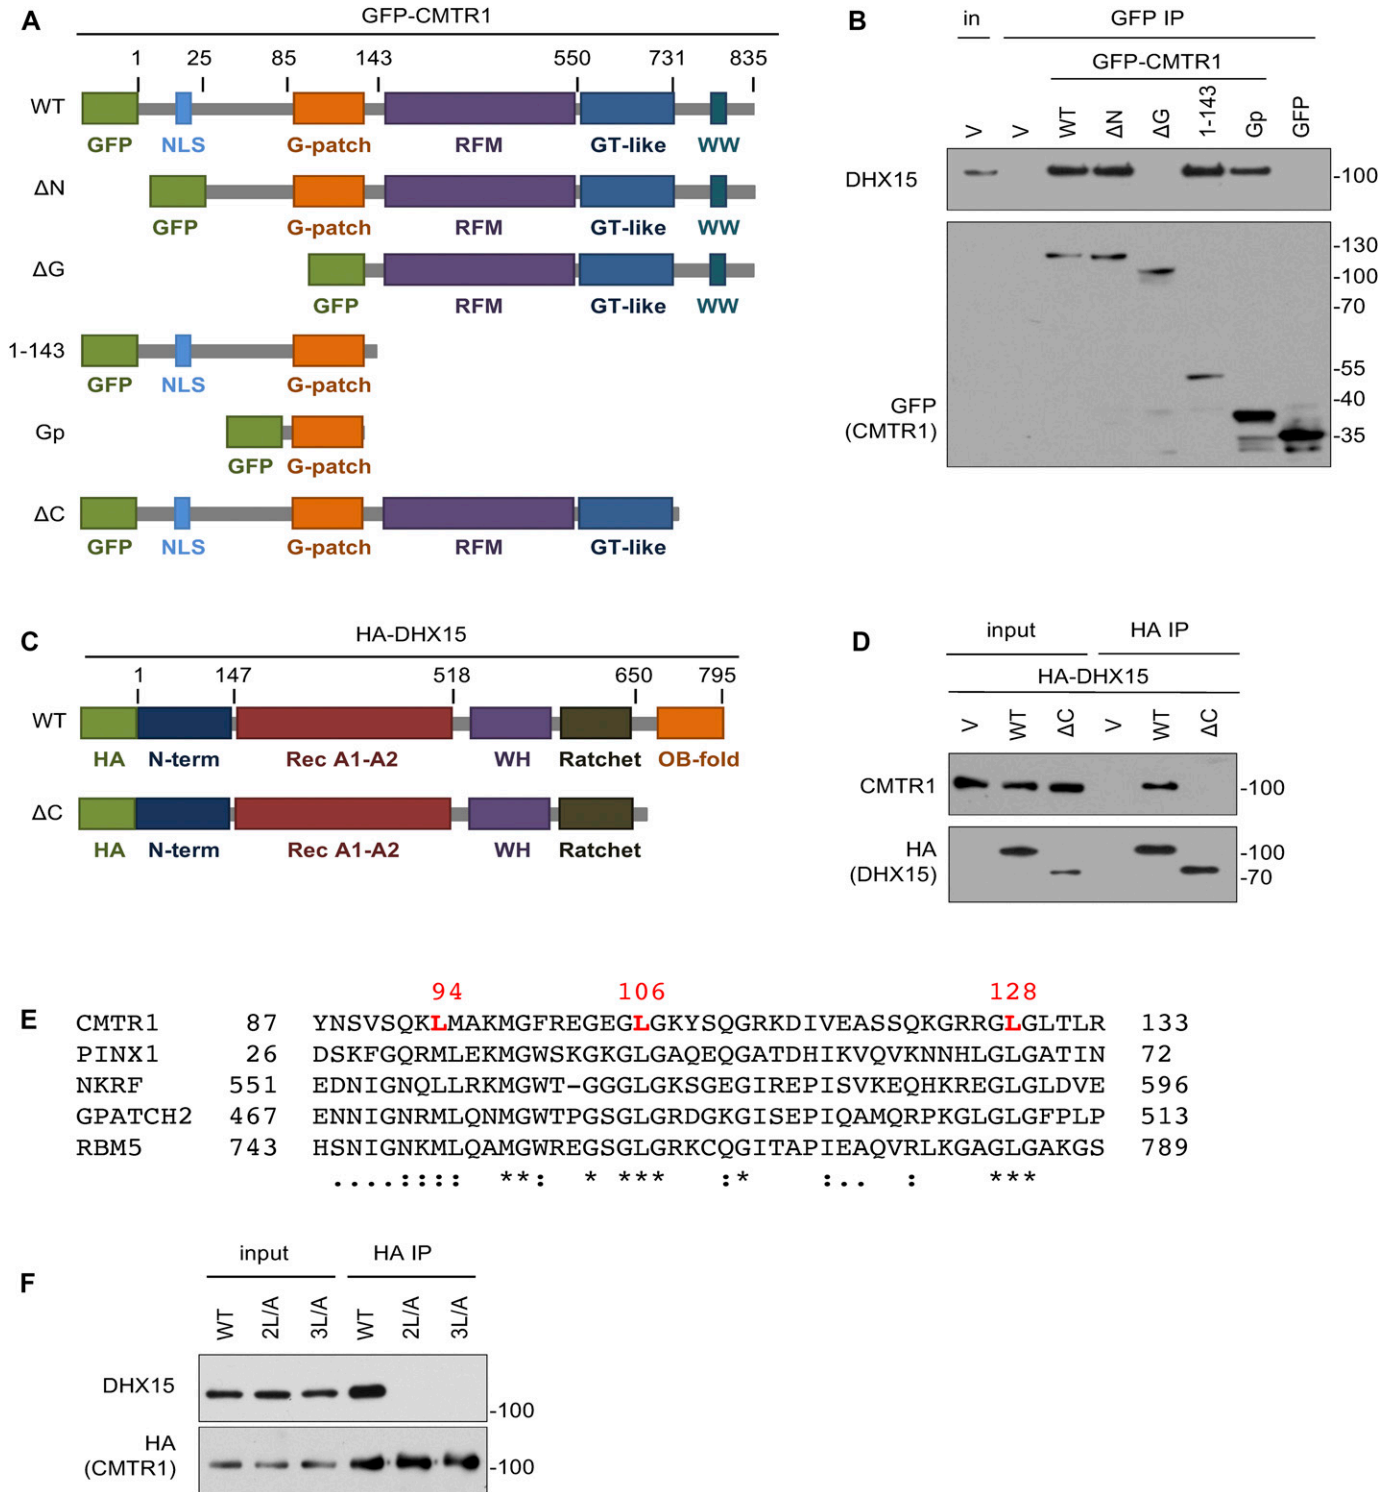 A
GFP-CMTR1
1 25 85 143 550 731 835
WT
GFP NLS G-patch RFM GT-like WW
ΔN
GFP G-patch RFM GT-like WW
ΔG
GFP RFM GT-like WW
1-143
GFP NLS G-patch
Gp
GFP G-patch
ΔC
GFP NLS G-patch RFM GT-like
B
in GFP IP
GFP-CMTR1
V V WT ΔN ΔG 1-143 Gp GFP
DHX15
-100
-130
-100
-70
-55
-40
-35
GFP
(CMTR1)
C
HA-DHX15
1 147 518 650 795
WT
HA N-term Rec A1-A2 WH Ratchet OB-fold
ΔC
HA N-term Rec A1-A2 WH Ratchet
D
input HA IP
HA-DHX15
V WT ΔC V WT ΔC
CMTR1
-100
HA
(DHX15)
-100
-70
E
94 106 128
CMTR1 87 YNSVSQKLMAKMGFREGEGLGKYSQGRKDIVEASSQKGRRGLGLTLR 133
PINX1 26 DSKFGQRMLEKMGWSKGKGLGAQEQGATDHIKVQVKNNHLGLGATIN 72
NKRF 551 EDNIGNQLLRKMGWT-GGGLGKSGEGIREPISVKEQHKREGLGLDVE 596
GPATCH2 467 ENNIGNRMLQNMGWTPGSGLGRDGKGISEPIQAMQRPKGLGLGFPLP 513
RBM5 743 HSNIGNKMLQAMGWREGSGLGRKCQGITAPIEAQVRLKGAGLGAKGS 789
....:::: **: * *** :* :.. : ***
F
input HA IP
WT 2L/A 3L/A WT 2L/A 3L/A
DHX15
-100
HA
(CMTR1)
-100